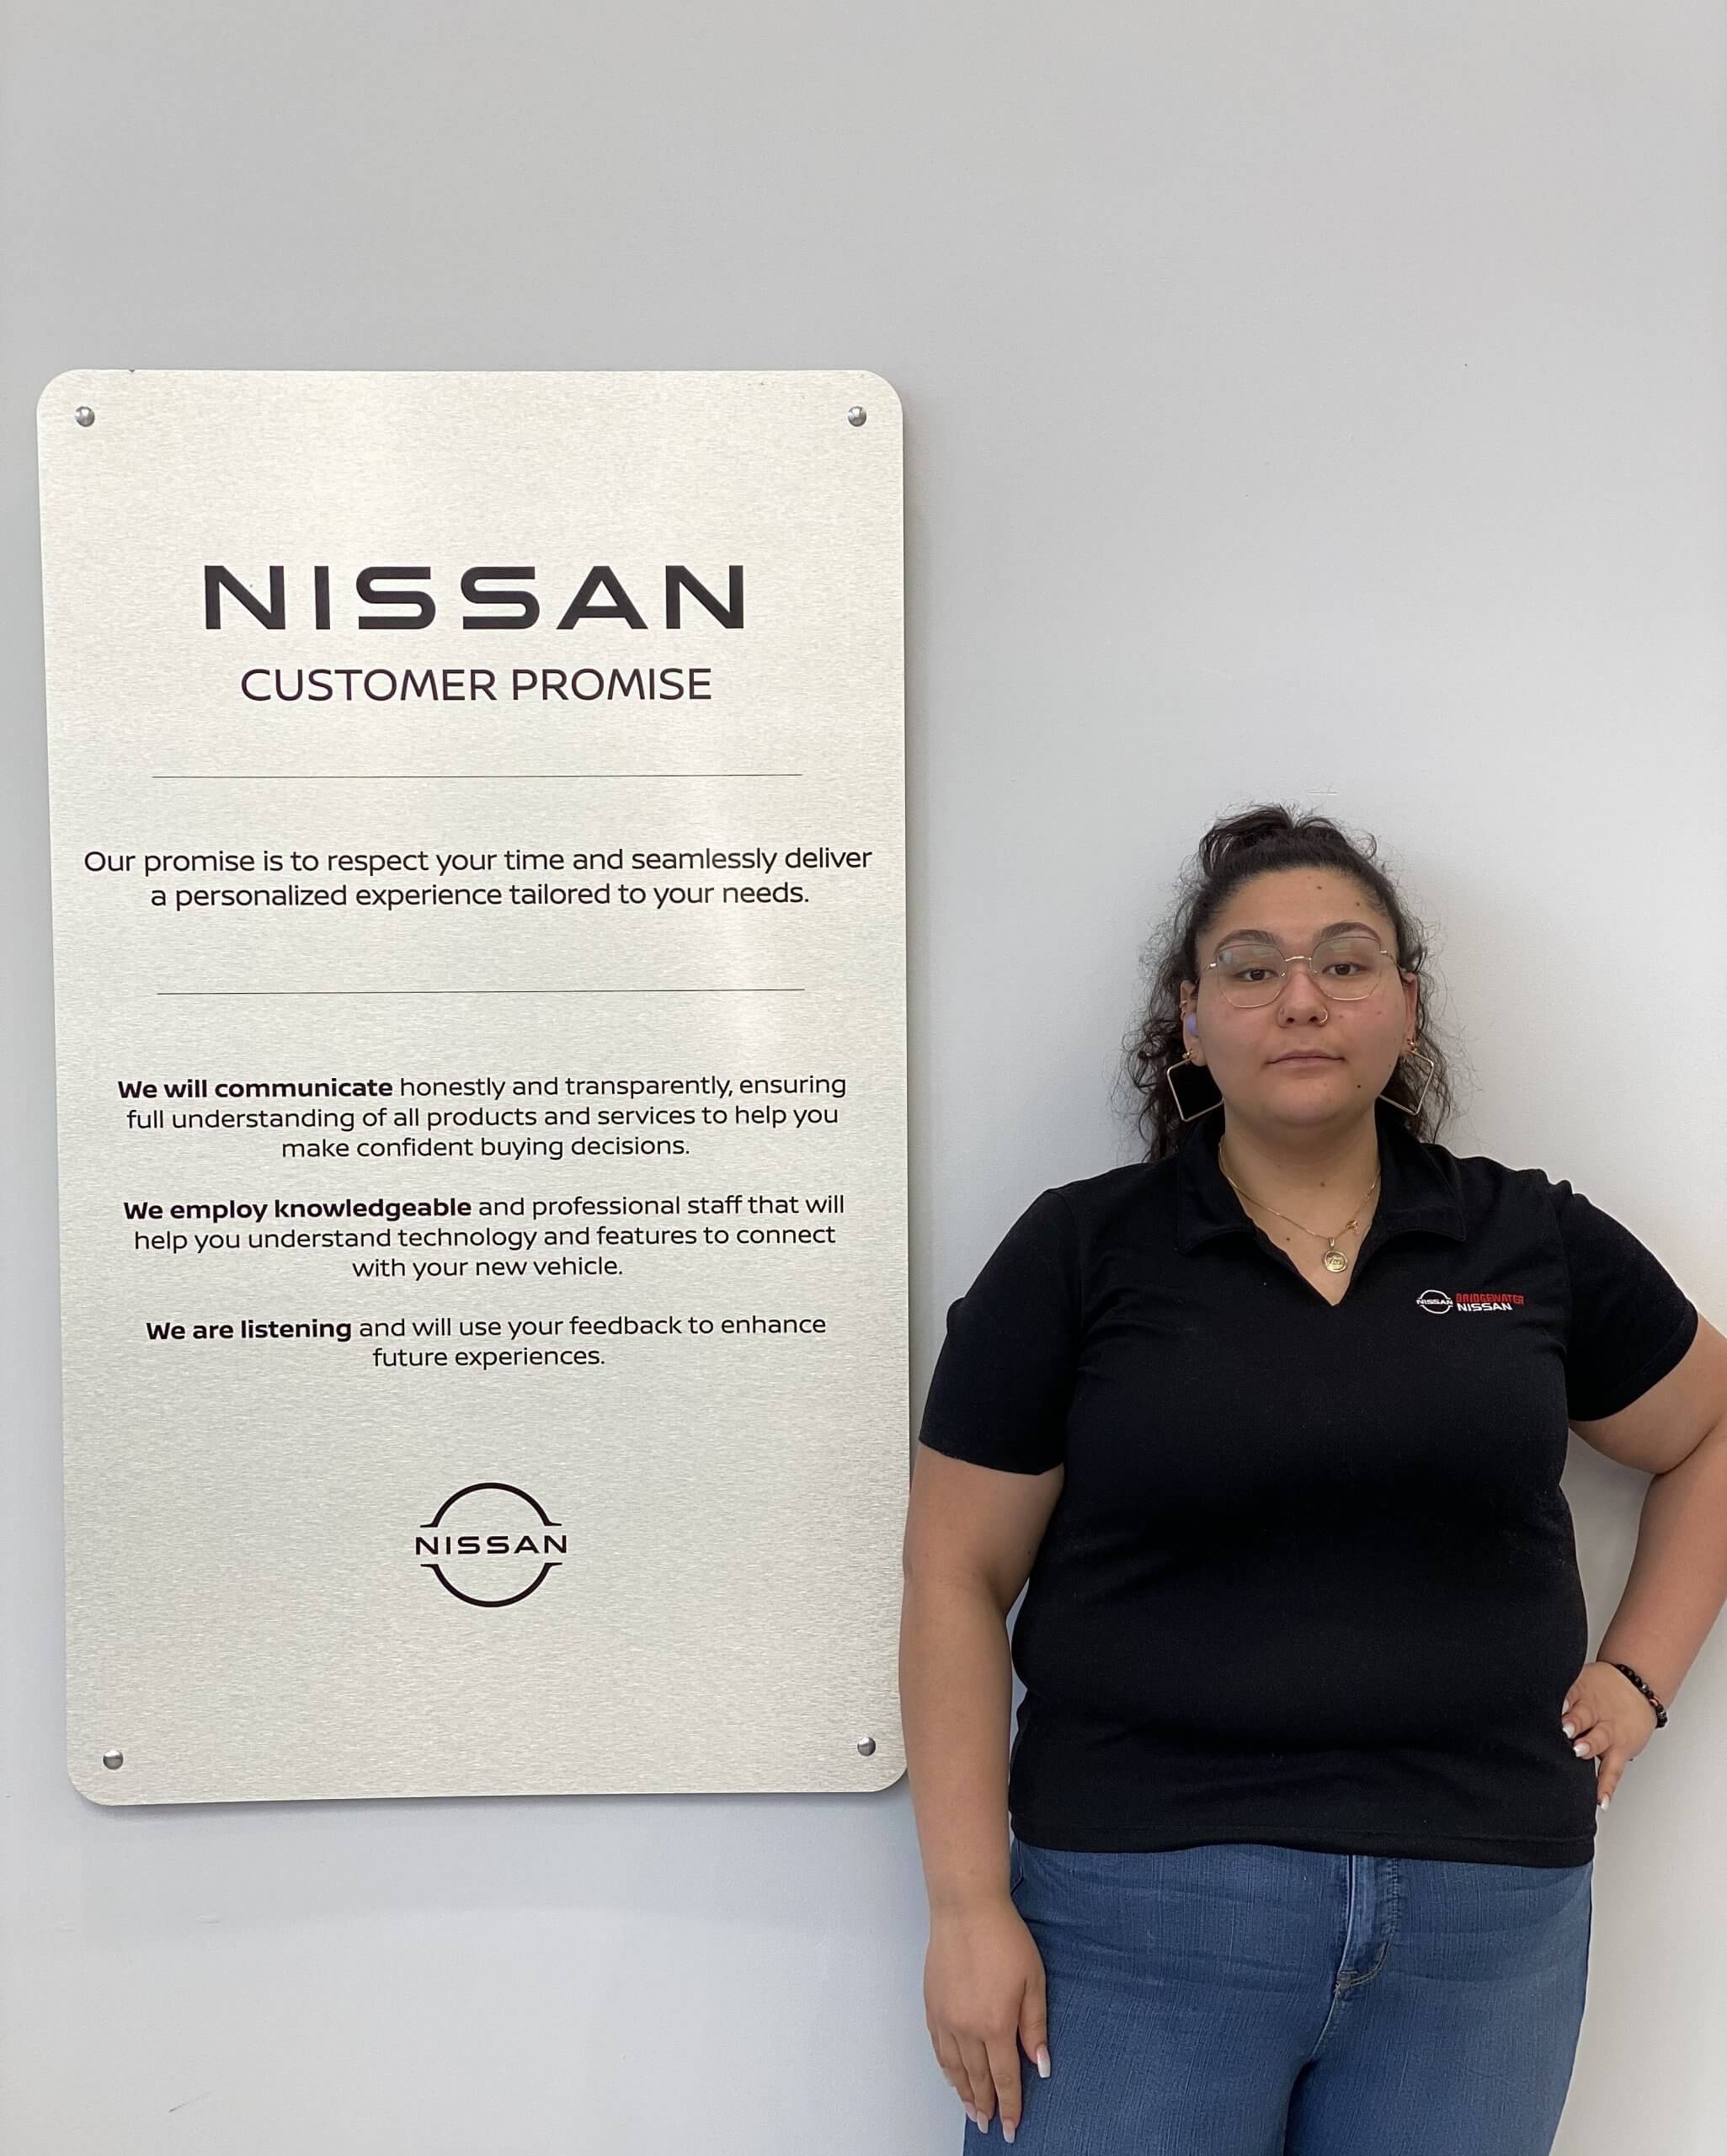 NISSAN
CUSTOMER PROMISE
Our promise is to respect your time and seamlessly deliver
a personalized experience tailored to your needs.
We will communicate honestly and transparently, ensuring
full understanding of all products and services to help you
make confident buying decisions.
We employ knowledgeable and professional staff that will
help you understand technology and features to connect
with your new vehicle.
We are listening and will use your feedback to enhance
future experiences.
NISSAN
NISSAN BRIDGEWATER
NISSAN